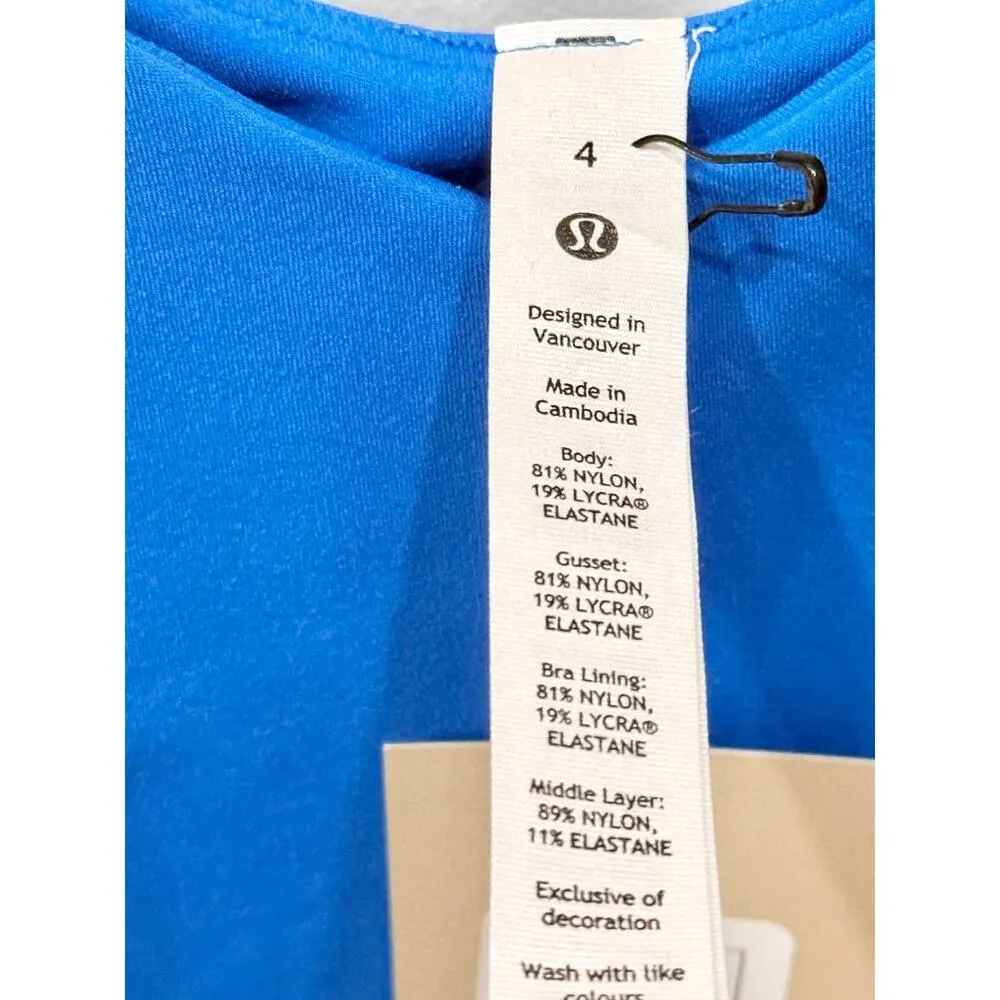 4
Designed in
Vancouver
Made in
Cambodia
Body:
81% NYLON,
19% LYCRA®
ELASTANE
Gusset:
81% NYLON,
19% LYCRA®
ELASTANE
Bra Lining:
81% NYLON,
19% LYCRA®
ELASTANE
Middle Layer:
89% NYLON,
11% ELASTANE
Exclusive of
decoration
Wash with like
colours